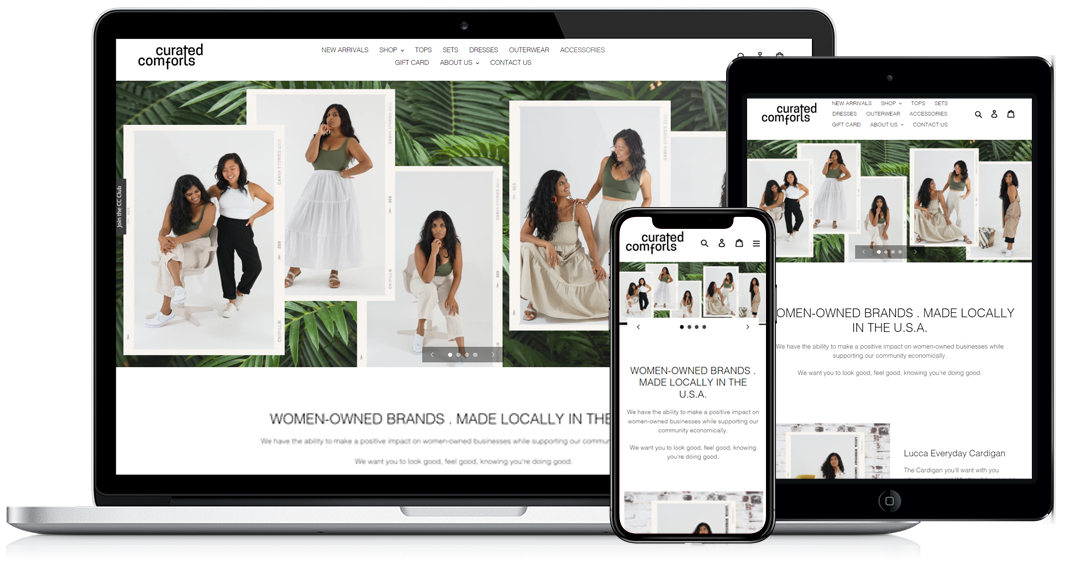 curated
comforts
NEW ARRIVALS SHOP TOPS SETS DRESSES OUTERWEAR ACCESSORIES
GIFT CARD ABOUT US CONTACT US
Join the CC Club
WOMEN-OWNED BRANDS . MADE LOCALLY IN THE
We have the ability to make a positive impact on women-owned businesses while supporting our commun
We want you to look good, feel good, knowing you're doing good.
curated
comforts
NEW ARRIVALS SHOP TOPS SETS
DRESSES OUTERWEAR ACCESSORIES
GIFT CARD ABOUT US CONTACT US
OMEN-OWNED BRANDS . MADE LOCALLY
IN THE U.S.A.
We have the ability to make a positive impact on women-owned businesses while
supporting our community economically.
We want you to look good, feel good, knowing you're doing good.
Lucca Everyday Cardigan
The Cardigan you'll want with you
curated
comforts
WOMEN-OWNED BRANDS .
MADE LOCALLY IN THE
U.S.A.
We have the ability to make a positive impact on
women-owned businesses while supporting our
community economically.
We want you to look good, feel good, knowing
you're doing good.